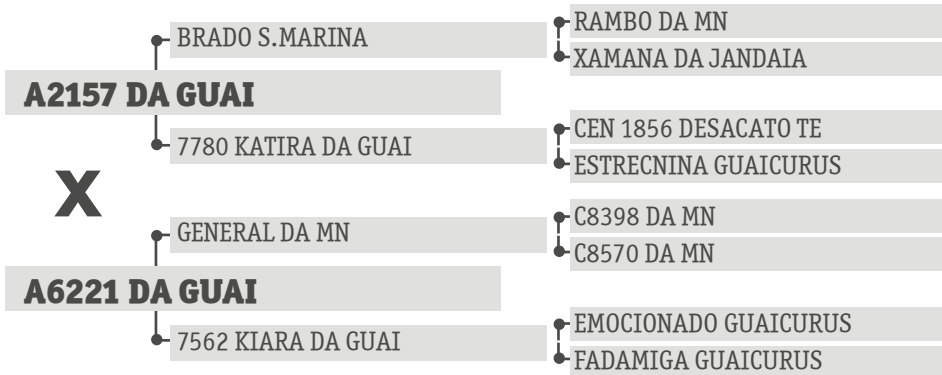 RAMBO DA MN
BRADO S.MARINA
XAMANA DA JANDAIA
A2157 DA GUAI
CEN 1856 DESACATO TE
7780 KATIRA DA GUAI
ESTRECNINA GUAICURUS
X
C8398 DA MN
GENERAL DA MN
C8570 DA MN
A6221 DA GUAI
EMOCIONADO GUAICURUS
7562 KIARA DA GUAI
FADAMIGA GUAICURUS